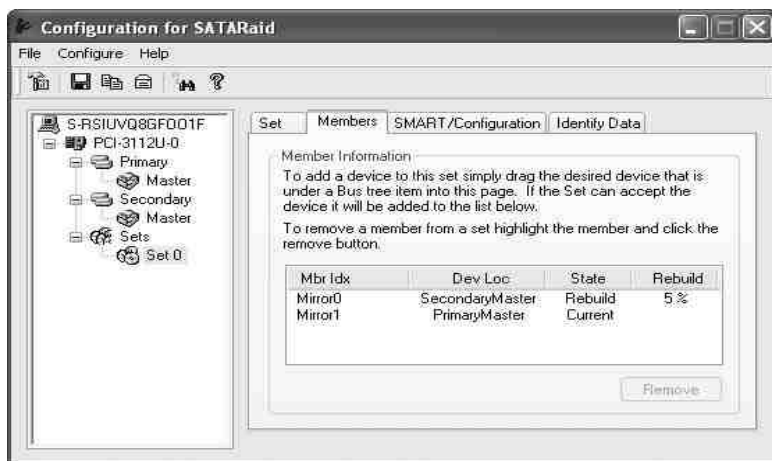 Configuration for SATARaid
File Configure Help
S-RSIUVQ8GFO01F
PCI-3112U-0
Primary
Master
Secondary
Master
Sets
Set 0
Set Members SMART/Configuration Identify Data
Member Information
To add a device to this set simply drag the desired device that is
under a Bus tree item into this page. If the Set can accept the
device it will be added to the list below.
To remove a member from a set highlight the member and click the
remove button.
Mbr Idx Dev Loc State Rebuild
Mirror0 SecondaryMaster Rebuild 5 %
Mirror1 PrimaryMaster Current
Remove